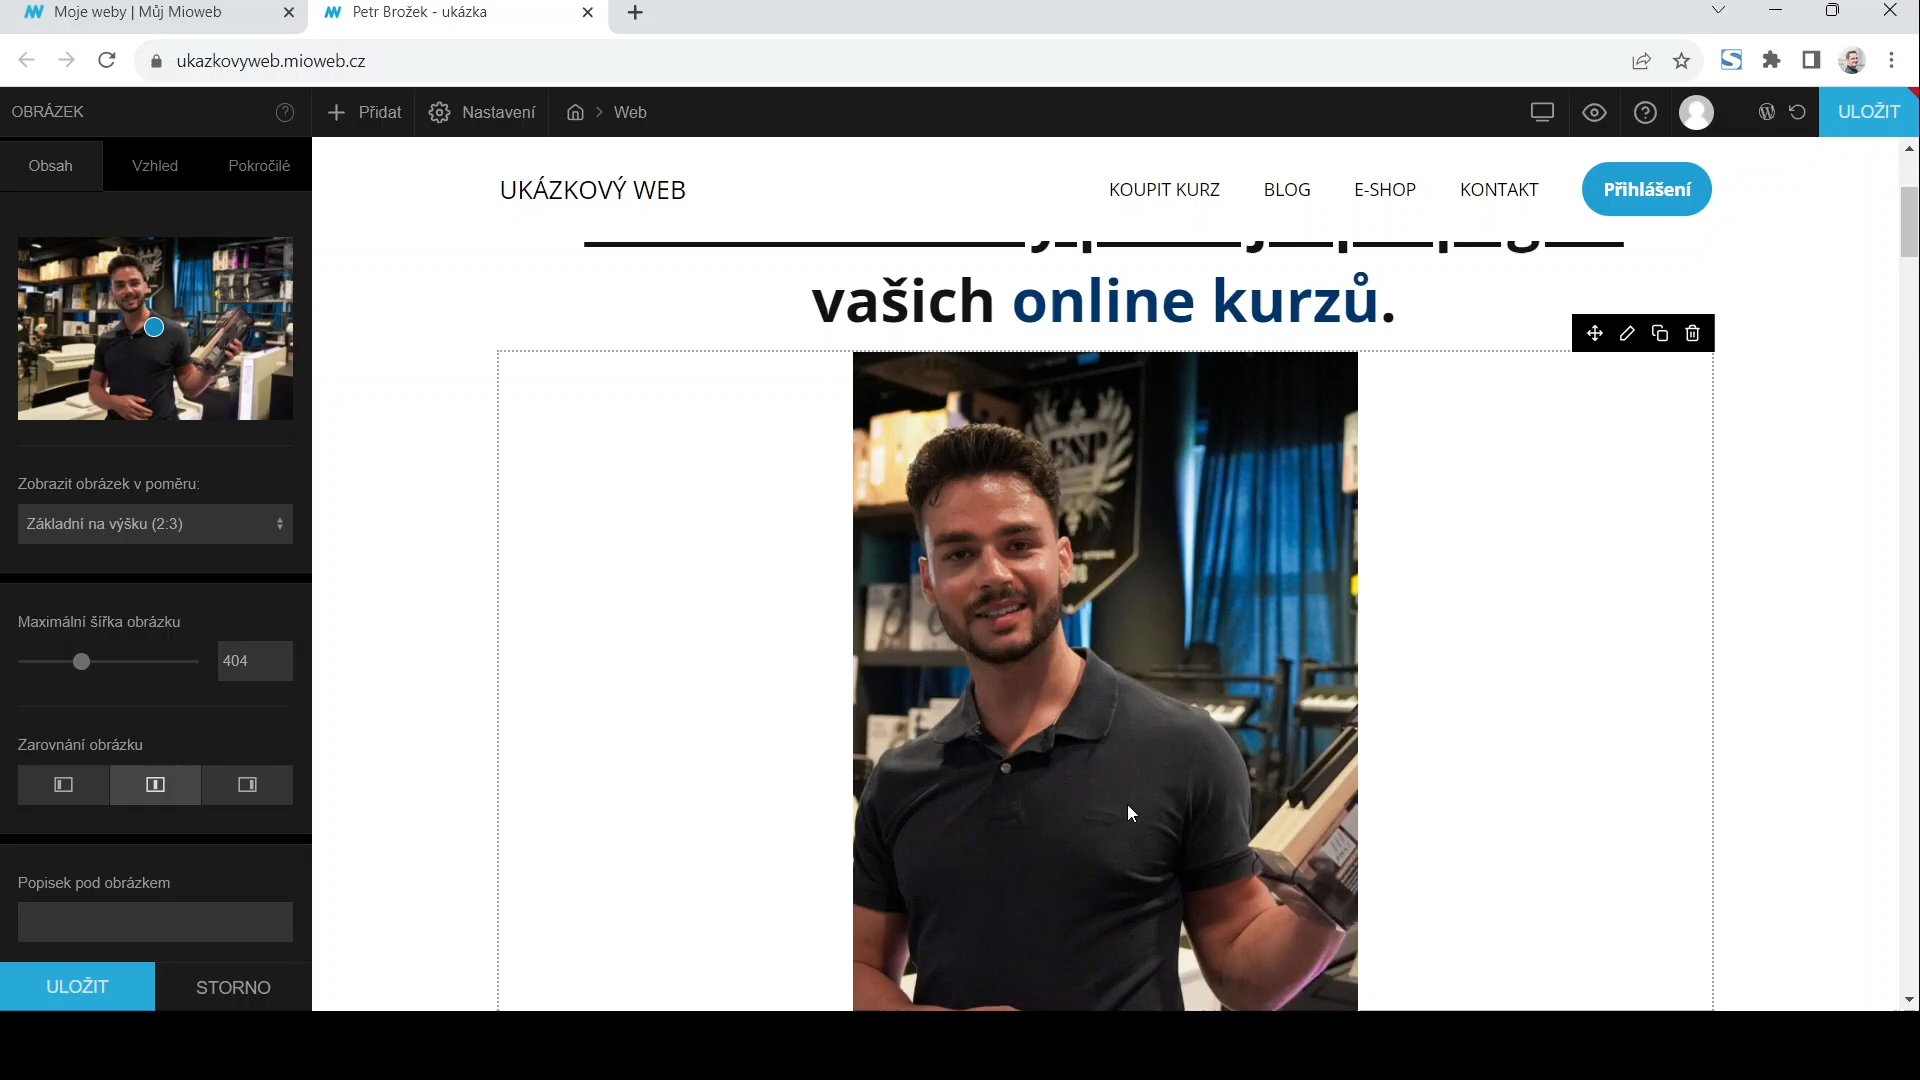 Moje weby | Můj Mioweb
Petr Brožek - ukázka
ukazkovyweb.mioweb.cz
OBRÁZEK
Přidat
Nastavení
Web
ULOŽIT
Obsah
Vzhled
Pokročilé
UKÁZKOVÝ WEB
KOUPIT KURZ
BLOG
E-SHOP
KONTAKT
Přihlášení
vašich online kurzů.
ESP
Zobrazit obrázek v poměru:
Základní na výšku (2:3)
Maximální šířka obrázku
404
Zarovnání obrázku
Popisek pod obrázkem
ULOŽIT
STORNO